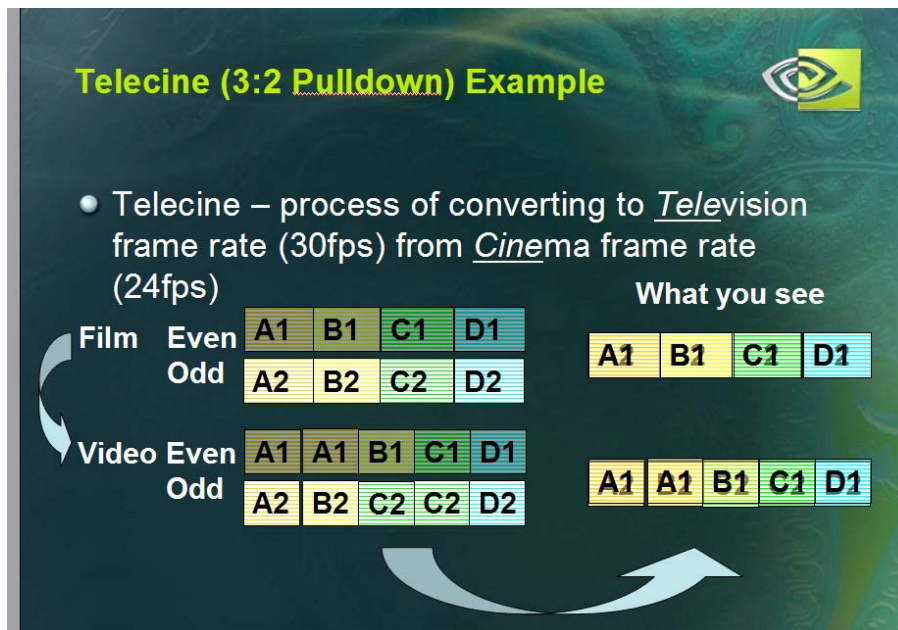 Telecine (3:2 Pulldown) Example
Telecine – process of converting to Television
frame rate (30fps) from Cinema frame rate
(24fps)
What you see
Film Even A1 B1 C1 D1
Odd A2 B2 C2 D2
A1 B1 C1 D1
Video Even A1 A1 B1 C1 D1
Odd A2 B2 C2 C2 D2
A1 A1 B1 C1 D1